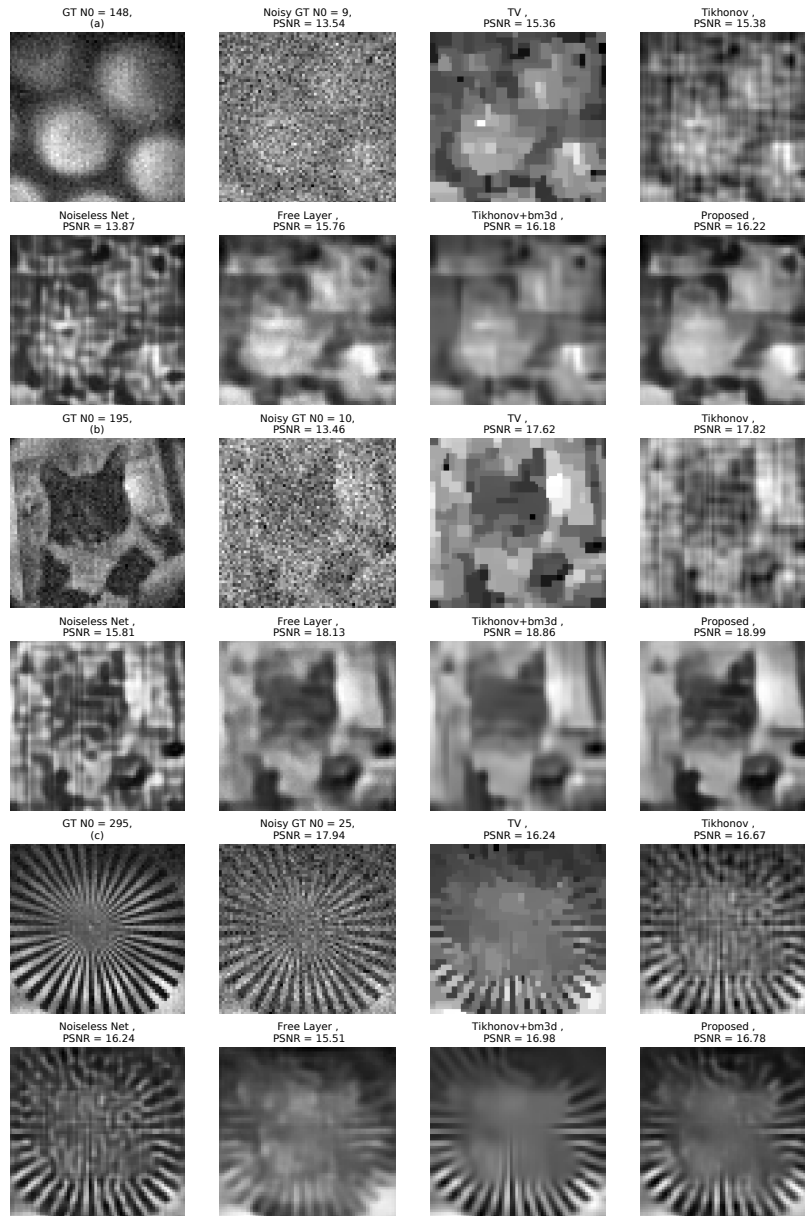 GT N0 = 148,
(a)
Noisy GT N0 = 9,
PSNR = 13.54
TV ,
PSNR = 15.36
Tikhonov ,
PSNR = 15.38
Noiseless Net ,
PSNR = 13.87
Free Layer ,
PSNR = 15.76
Tikhonov+bm3d ,
PSNR = 16.18
Proposed ,
PSNR = 16.22
GT N0 = 195,
(b)
Noisy GT N0 = 10,
PSNR = 13.46
TV ,
PSNR = 17.62
Tikhonov ,
PSNR = 17.82
Noiseless Net ,
PSNR = 15.81
Free Layer ,
PSNR = 18.13
Tikhonov+bm3d ,
PSNR = 18.86
Proposed ,
PSNR = 18.99
GT N0 = 295,
(c)
Noisy GT N0 = 25,
PSNR = 17.94
TV ,
PSNR = 16.24
Tikhonov ,
PSNR = 16.67
Noiseless Net ,
PSNR = 16.24
Free Layer ,
PSNR = 15.51
Tikhonov+bm3d ,
PSNR = 16.98
Proposed ,
PSNR = 16.78